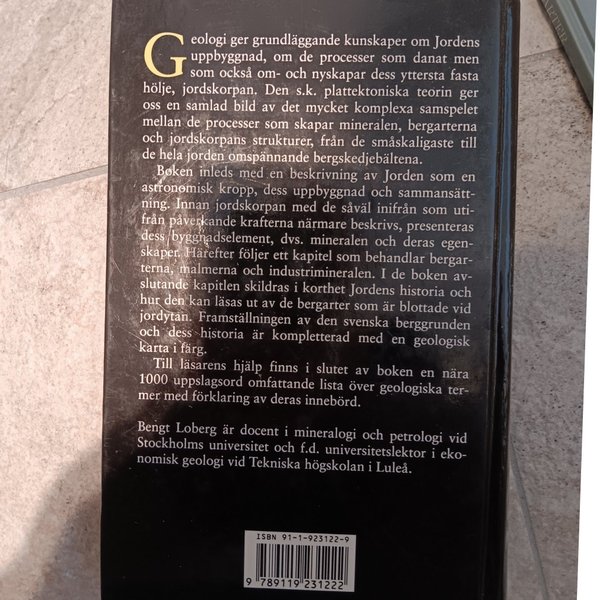 Geologi ger grundläggande kunskaper om Jordens
uppbyggnad, om de processer som danat men
som också om- och nyskapar dess yttersta fasta
hölje, jordskorpan. Den s.k. plattektoniska teorin ger
oss en samlad bild av det mycket komplexa samspelet
mellan de processer som skapar mineralen, bergarterna
och jordskorpans strukturer, från de småskaligaste till
de hela jorden omspännande bergskedjebältena.
Boken inleds med en beskrivning av Jorden som en
astronomisk kropp, dess uppbyggnad och sammansätt-
ning. Innan jordskorpan med de såväl inifrån som uti-
från påverkande krafterna närmare beskrivs, presenteras
dess byggnadselement, dvs. mineralen och deras egen-
skaper. Härefter följer ett kapitel som behandlar bergar-
terna, malmerna och industrimineralen. I de boken av-
slutande kapitlen skildras i korthet Jordens historia och
hur den kan läsas ut av de bergarter som är blottade vid
jordytan. Framställningen av den svenska berggrunden
och dess historia är kompletterad med en geologisk
karta i färg.
Till läsarens hjälp finns i slutet av boken en nära
1000 uppslagsord omfattande lista över geologiska ter-
mer med förklaring av deras innebörd.
Bengt Loberg är docent i mineralogi och petrologi vid
Stockholms universitet och f.d. universitetslektor i eko-
nomisk geologi vid Tekniska högskolan i Luleå.
ISBN 91-1-923122-9
9 789119 231222